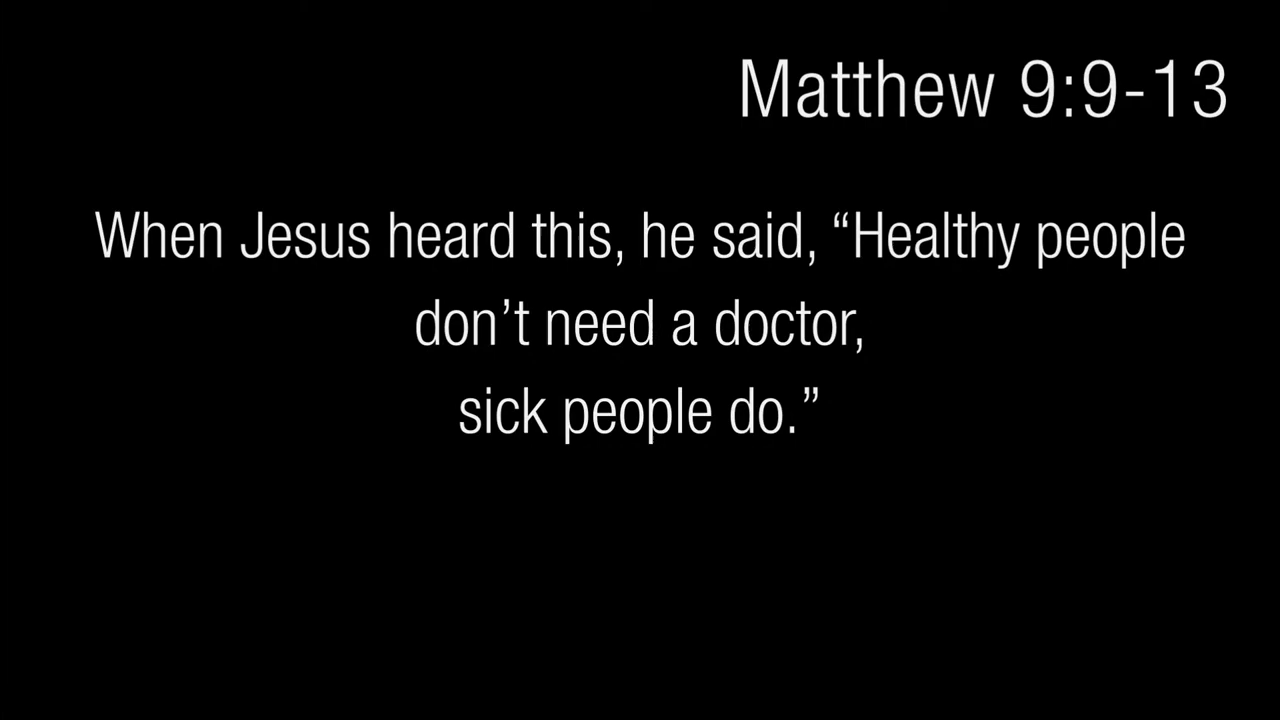 Matthew 9:9-13
When Jesus heard this, he said, “Healthy people
don’t need a doctor,
sick people do.”